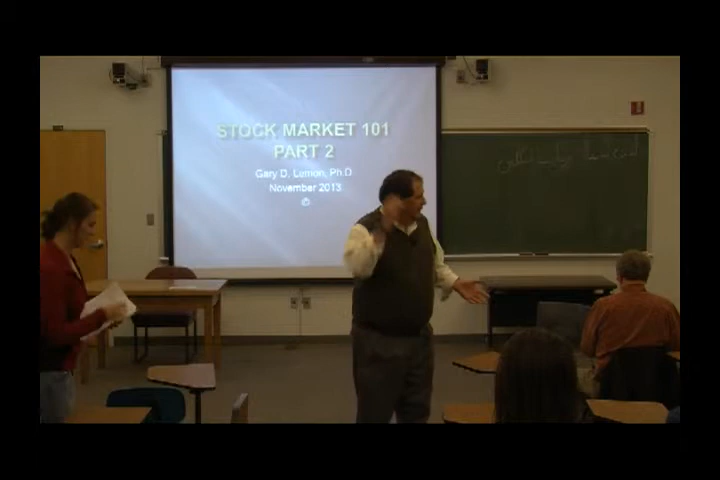 STOCK MARKET 101
PART 2
Gary D. Lemon, Ph.D
November 2013
©